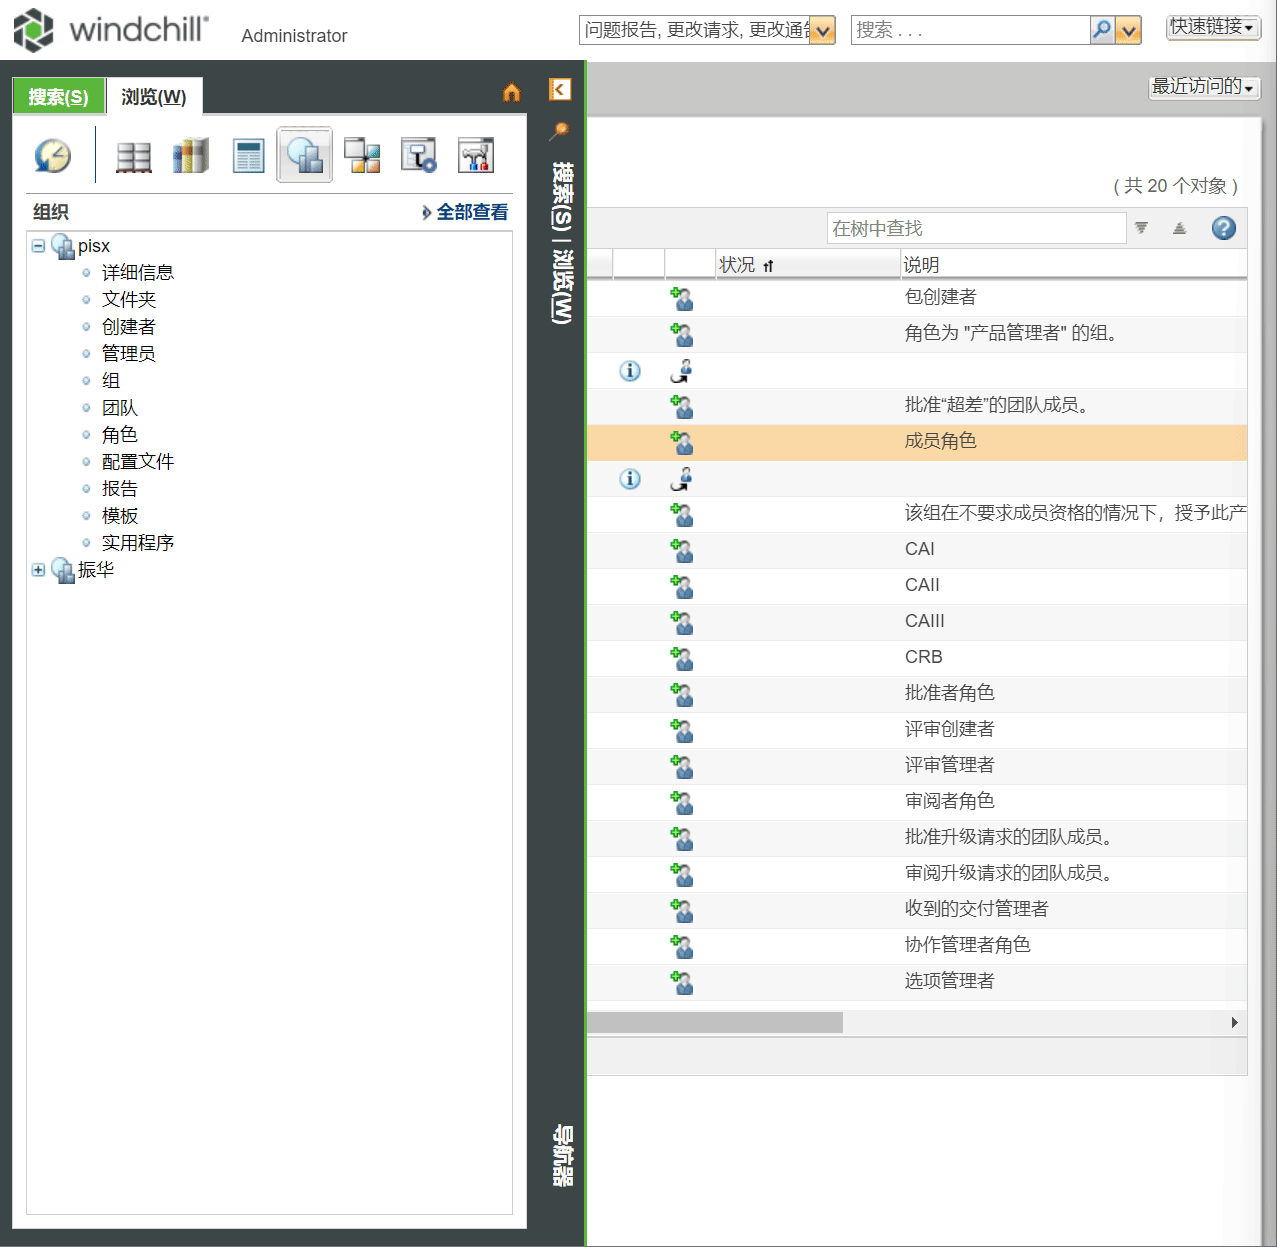 windchill® Administrator 问题报告, 更改请求, 更改通告 搜索 . . . 快速链接
搜索(S) 浏览(W)
最近访问的
( 共 20 个对象 )
组织 全部查看
在树中查找
状况 说明
pisx
详细信息
文件夹
创建者
管理员
组
团队
角色
配置文件
报告
模板
实用程序
振华
搜索(S) | 浏览(W)
导航器
包创建者
角色为 "产品管理者" 的组。
批准“超差”的团队成员。
成员角色
该组在不要求成员资格的情况下，授予此产
CAI
CAII
CAIII
CRB
批准者角色
评审创建者
评审管理者
审阅者角色
批准升级请求的团队成员。
审阅升级请求的团队成员。
收到的交付管理者
协作管理者角色
选项管理者